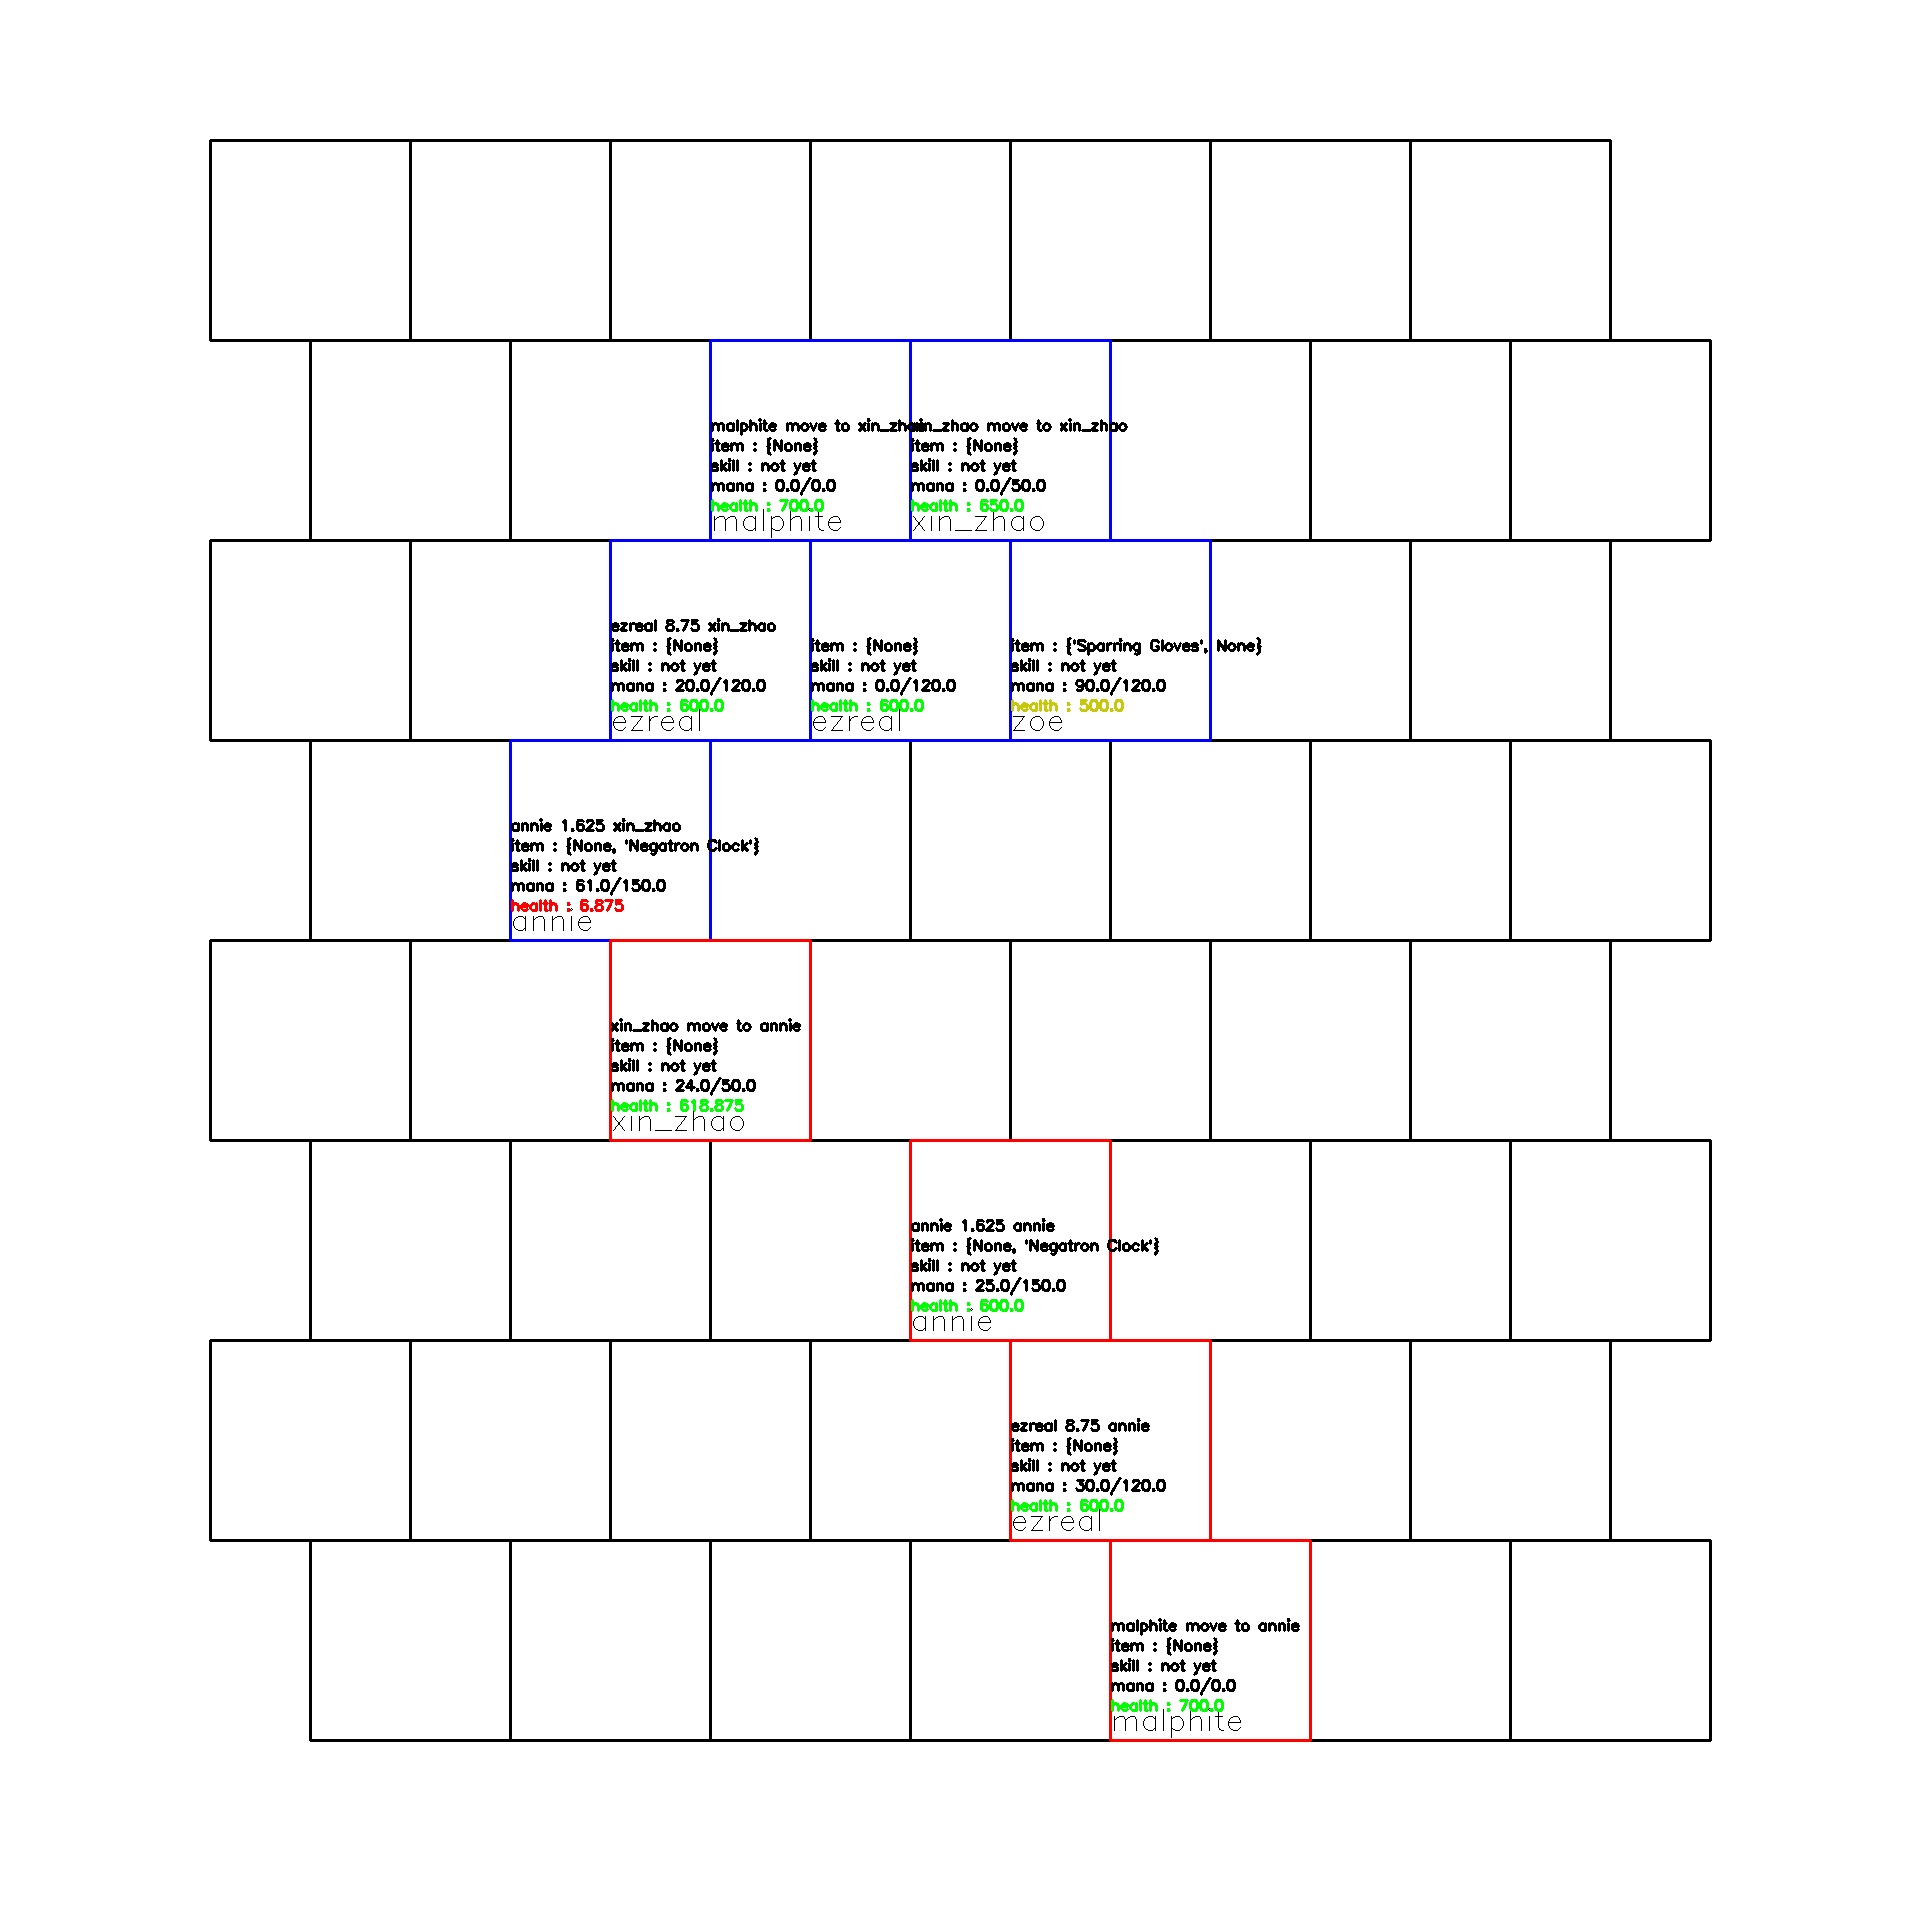 malphite move to xin_zhao
item : {None}
skill : not yet
mana : 0.0/0.0
health : 700.0
malphite
xin_zhao move to xin_zhao
item : {None}
skill : not yet
mana : 0.0/50.0
health : 650.0
xin_zhao
ezreal 8.75 xin_zhao
item : {None}
skill : not yet
mana : 20.0/120.0
health : 600.0
ezreal
item : {None}
skill : not yet
mana : 0.0/120.0
health : 600.0
ezreal
item : {'Sparring Gloves', None}
skill : not yet
mana : 90.0/120.0
health : 500.0
zoe
annie 1.625 xin_zhao
item : {None, 'Negatron Clock'}
skill : not yet
mana : 61.0/150.0
health : 6.875
annie
xin_zhao move to annie
item : {None}
skill : not yet
mana : 24.0/50.0
health : 618.875
xin_zhao
annie 1.625 annie
item : {None, 'Negatron Clock'}
skill : not yet
mana : 25.0/150.0
health : 600.0
annie
ezreal 8.75 annie
item : {None}
skill : not yet
mana : 30.0/120.0
health : 600.0
ezreal
malphite move to annie
item : {None}
skill : not yet
mana : 0.0/0.0
health : 700.0
malphite